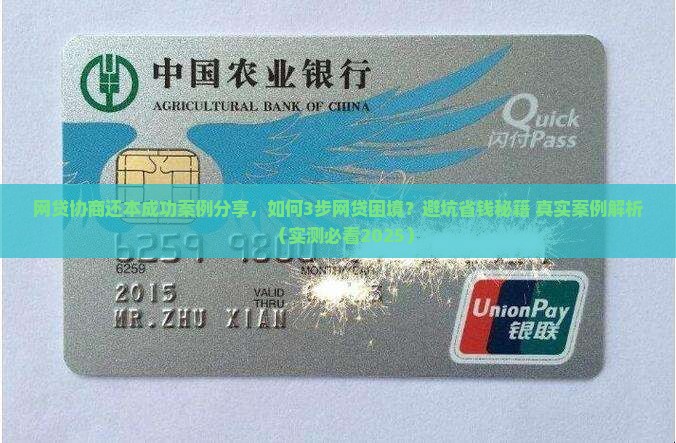 中国农业银行
AGRICULTURAL BANK OF CHINA
Quick
闪付Pass
网贷协商还本成功案例分享，如何3步网贷困境？避坑省钱秘籍 真实案例解析
（实测必看2025）
6259 980
6259
MONTH
2015
VALID
THRU
MR.ZHU XIAN
UnionPay
银联